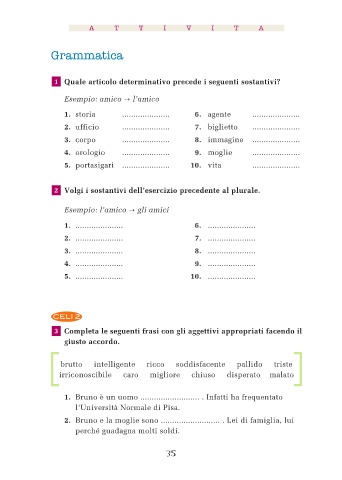 A T T I V I T A
Grammatica
1 Quale articolo determinativo precede i seguenti sostantivi?
Esempio: amico → l'amico
1. storia .....................
2. ufficio .....................
3. corpo .....................
4. orologio .....................
5. portasigari .....................
6. agente .....................
7. biglietto .....................
8. immagine .....................
9. moglie .....................
10. vita .....................
2 Volgi i sostantivi dell'esercizio precedente al plurale.
Esempio: l'amico → gli amici
1. .....................
2. .....................
3. .....................
4. .....................
5. .....................
6. .....................
7. .....................
8. .....................
9. .....................
10. .....................
CELI 2
3 Completa le seguenti frasi con gli aggettivi appropriati facendo il
giusto accordo.
brutto intelligente ricco soddisfacente pallido triste
irriconoscibile caro migliore chiuso disperato malato
1. Bruno è un uomo .......................... . Infatti ha frequentato
l'Università Normale di Pisa.
2. Bruno e la moglie sono .......................... . Lei di famiglia, lui
perché guadagna molti soldi.
35